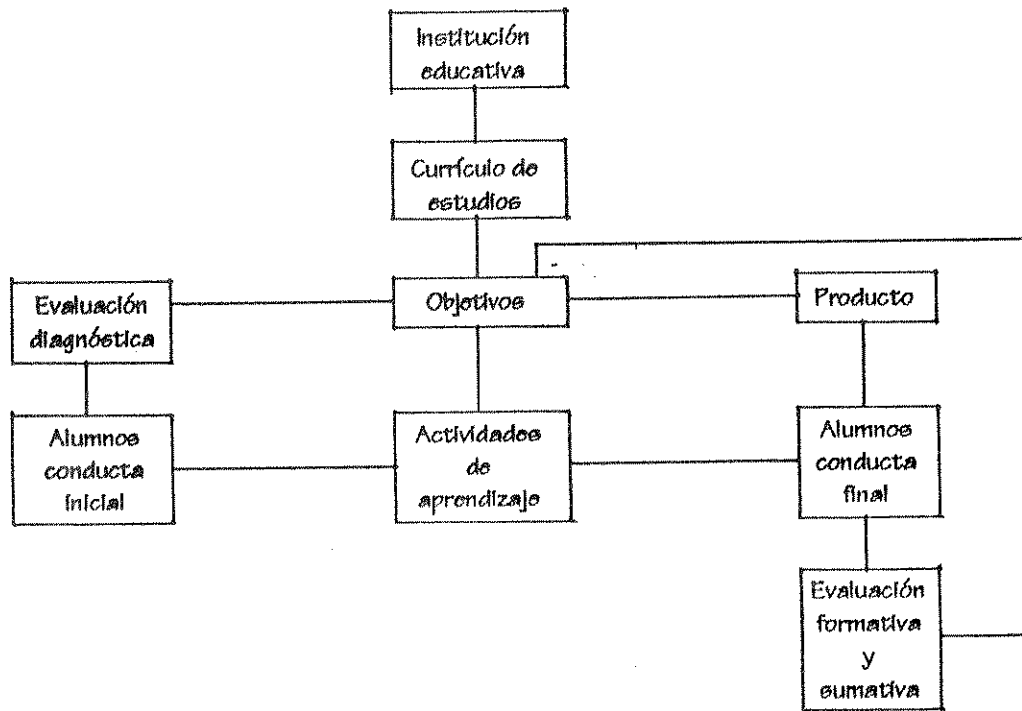 Institución
educativa
Currículo de
estudios
Evaluación
diagnóstica
Objetivos
Producto
Alumnos
conducta
inicial
Actividades
de
aprendizaje
Alumnos
conducta
final
Evaluación
formativa
y
sumativa